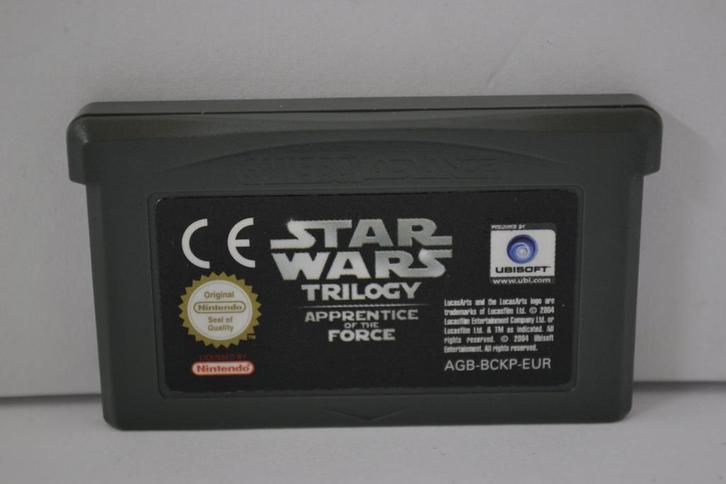 GAME BOY ADVANCE
CE
STAR
WARS
TRILOGY
APPRENTICE
OF THE
FORCE
Original
Nintendo
Seal of
Quality
TM
LICENSED BY
Nintendo
PUBLISHED BY
UBISOFT
www.ubi.com
LucasArts and the LucasArts logo are
trademarks of Lucasfilm Ltd. © 2004
Lucasfilm Entertainment Company Ltd. or
Lucasfilm Ltd. & TM as indicated. All
rights reserved. © 2004 Ubisoft
Entertainment. All rights reserved.
AGB-BCKP-EUR